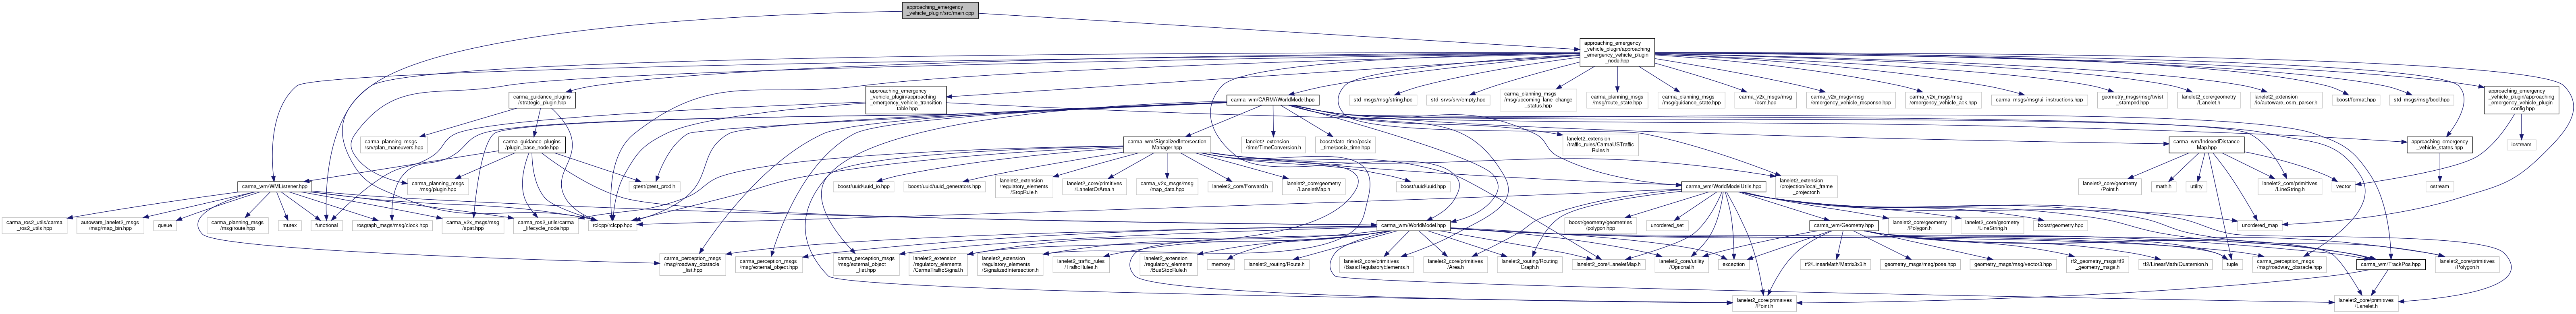 approaching_emergency
_vehicle_plugin/src/main.cpp
approaching_emergency
_vehicle_plugin/approaching
_emergency_vehicle_plugin
_node.hpp
carma_guidance_plugins
/strategic_plugin.hpp
approaching_emergency
_vehicle_plugin/approaching
_emergency_vehicle_transition
_table.hpp
carma_wm/CARMAWorldModel.hpp
std_msgs/msg/string.hpp
std_srvs/srv/empty.hpp
carma_planning_msgs
/msg/upcoming_lane_change
_status.hpp
carma_planning_msgs
/msg/route_state.hpp
carma_planning_msgs
/msg/guidance_state.hpp
carma_v2x_msgs/msg
/bsm.hpp
carma_v2x_msgs/msg
/emergency_vehicle_response.hpp
carma_v2x_msgs/msg
/emergency_vehicle_ack.hpp
carma_msgs/msg/ui_instructions.hpp
geometry_msgs/msg/twist
_stamped.hpp
lanelet2_core/geometry
/Lanelet.h
lanelet2_extension
/io/autoware_osm_parser.hpp
boost/format.hpp
std_msgs/msg/bool.hpp
approaching_emergency
_vehicle_plugin/approaching
_emergency_vehicle_plugin
_config.hpp
carma_planning_msgs
/srv/plan_maneuvers.hpp
carma_guidance_plugins
/plugin_base_node.hpp
carma_wm/SignalizedIntersection
Manager.hpp
lanelet2_extension
/time/TimeConversion.h
boost/date_time/posix
_time/posix_time.hpp
lanelet2_extension
/traffic_rules/CarmaUSTraffic
Rules.h
carma_wm/IndexedDistance
Map.hpp
approaching_emergency
_vehicle_states.hpp
iostream
carma_wm/WMListener.hpp
carma_planning_msgs
/msg/plugin.hpp
gtest/gtest_prod.h
boost/uuid/uuid_io.hpp
boost/uuid/uuid_generators.hpp
lanelet2_extension
/regulatory_elements
/StopRule.h
lanelet2_core/primitives
/LaneletOrArea.h
carma_v2x_msgs/msg
/map_data.hpp
lanelet2_core/Forward.h
lanelet2_core/geometry
/LaneletMap.h
boost/uuid/uuid.hpp
carma_wm/WorldModelUtils.hpp
lanelet2_extension
/projection/local_frame
_projector.h
lanelet2_core/geometry
/Point.h
math.h
utility
lanelet2_core/primitives
/LineString.h
vector
ostream
carma_ros2_utils/carma
_ros2_utils.hpp
autoware_lanelet2_msgs
/msg/map_bin.hpp
queue
carma_planning_msgs
/msg/route.hpp
mutex
functional
rosgraph_msgs/msg/clock.hpp
carma_v2x_msgs/msg
/spat.hpp
carma_ros2_utils/carma
_lifecycle_node.hpp
rclcpp/rclcpp.hpp
carma_wm/WorldModel.hpp
boost/geometry/geometries
/polygon.hpp
unordered_set
carma_wm/Geometry.hpp
lanelet2_core/geometry
/Polygon.h
lanelet2_core/geometry
/LineString.h
boost/geometry.hpp
unordered_map
carma_perception_msgs
/msg/roadway_obstacle
_list.hpp
carma_perception_msgs
/msg/external_object.hpp
carma_perception_msgs
/msg/external_object
_list.hpp
lanelet2_extension
/regulatory_elements
/CarmaTrafficSignal.h
lanelet2_extension
/regulatory_elements
/SignalizedIntersection.h
lanelet2_traffic_rules
/TrafficRules.h
lanelet2_extension
/regulatory_elements
/BusStopRule.h
memory
lanelet2_routing/Route.h
lanelet2_core/primitives
/BasicRegulatoryElements.h
lanelet2_core/primitives
/Area.h
lanelet2_routing/Routing
Graph.h
lanelet2_core/LaneletMap.h
lanelet2_core/utility
/Optional.h
exception
tf2/LinearMath/Matrix3x3.h
geometry_msgs/msg/pose.hpp
geometry_msgs/msg/vector3.hpp
tf2_geometry_msgs/tf2
_geometry_msgs.h
tf2/LinearMath/Quaternion.h
tuple
carma_perception_msgs
/msg/roadway_obstacle.hpp
carma_wm/TrackPos.hpp
lanelet2_core/primitives
/Polygon.h
lanelet2_core/primitives
/Point.h
lanelet2_core/primitives
/Lanelet.h